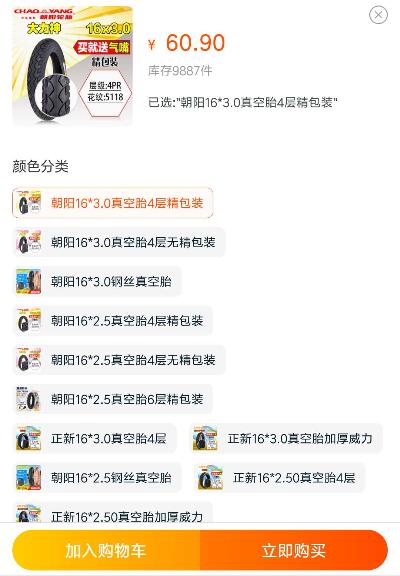 CHAO YANG 朝阳轮胎
大力神 16x3.0
买就送气嘴
精包装
层级:4PR
花纹:5118
¥ 60.90
库存9887件
已选:"朝阳16*3.0真空胎4层精包装"
颜色分类
朝阳16*3.0真空胎4层精包装
朝阳16*3.0真空胎4层无精包装
朝阳16*3.0钢丝真空胎
朝阳16*2.5真空胎4层精包装
朝阳16*2.5真空胎4层无精包装
朝阳16*2.5真空胎6层精包装
正新16*3.0真空胎4层 正新16*3.0真空胎加厚威力
朝阳16*2.5钢丝真空胎 正新16*2.50真空胎4层
正新16*2.50真空胎加厚威力
加入购物车 立即购买